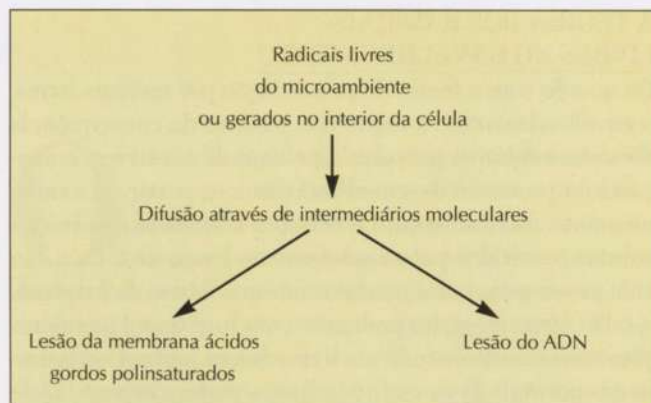 Radicais livres
do microambiente
ou gerados no interior da célula
Difusão através de intermediários moleculares
Lesão da membrana ácidos
gordos polinsaturados
Lesão do ADN